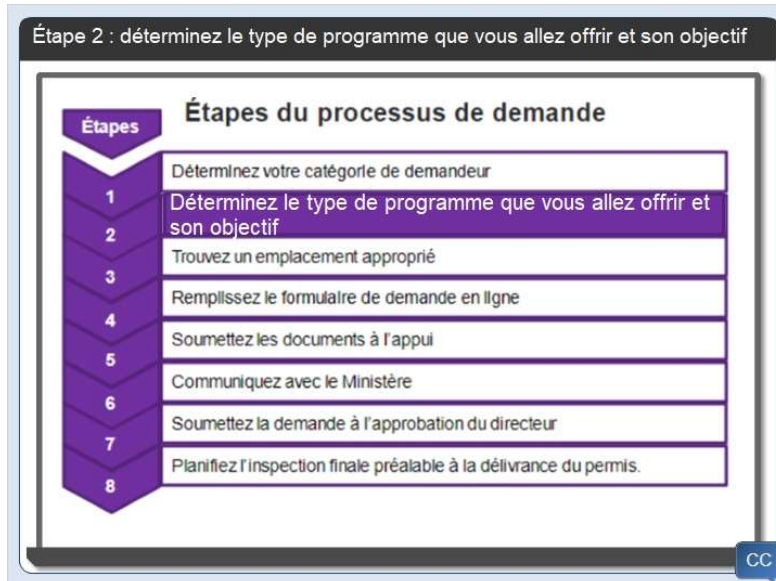 Étape 2 : déterminez le type de programme que vous allez offrir et son objectif
Étapes du processus de demande
Étapes
1
Déterminez votre catégorie de demandeur
2
Déterminez le type de programme que vous allez offrir et
son objectif
3
Trouvez un emplacement approprié
4
Remplissez le formulaire de demande en ligne
5
Soumettez les documents à l'appui
6
Communiquez avec le Ministère
7
Soumettez la demande à l'approbation du directeur
8
Planifiez l'inspection finale préalable à la délivrance du permis.
CC